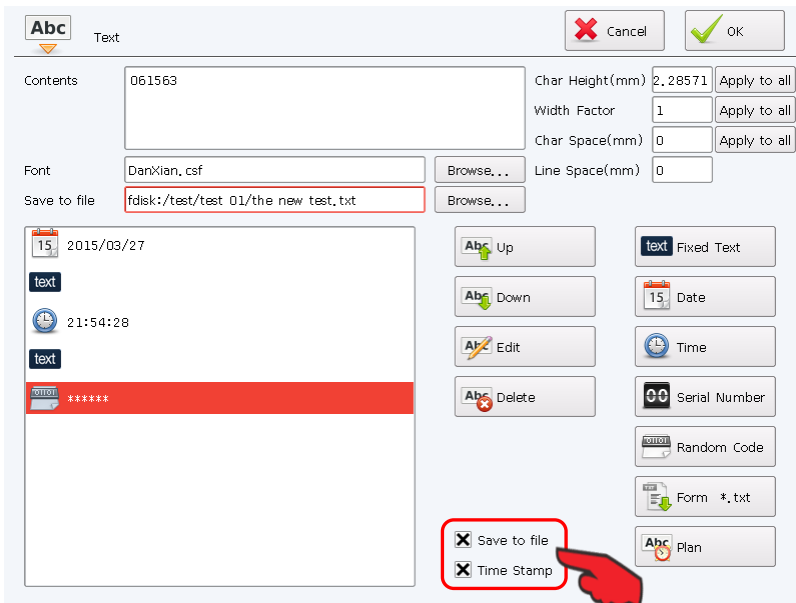 Abc Text Cancel OK
Contents 061563 Char Height(mm) 2.28571 Apply to all
Width Factor 1 Apply to all
Char Space(mm) 0 Apply to all
Font DanXian.csf Browse... Line Space(mm) 0
Save to file fdisk:/test/test 01/the new test.txt Browse...
15 2015/03/27
text
21:54:28
text
01101 ******
Abc Up
Abc Down
Abc Edit
Abc Delete
text Fixed Text
15 Date
Time
00 Serial Number
01101 Random Code
Form *.txt
Abc Plan
Save to file
Time Stamp